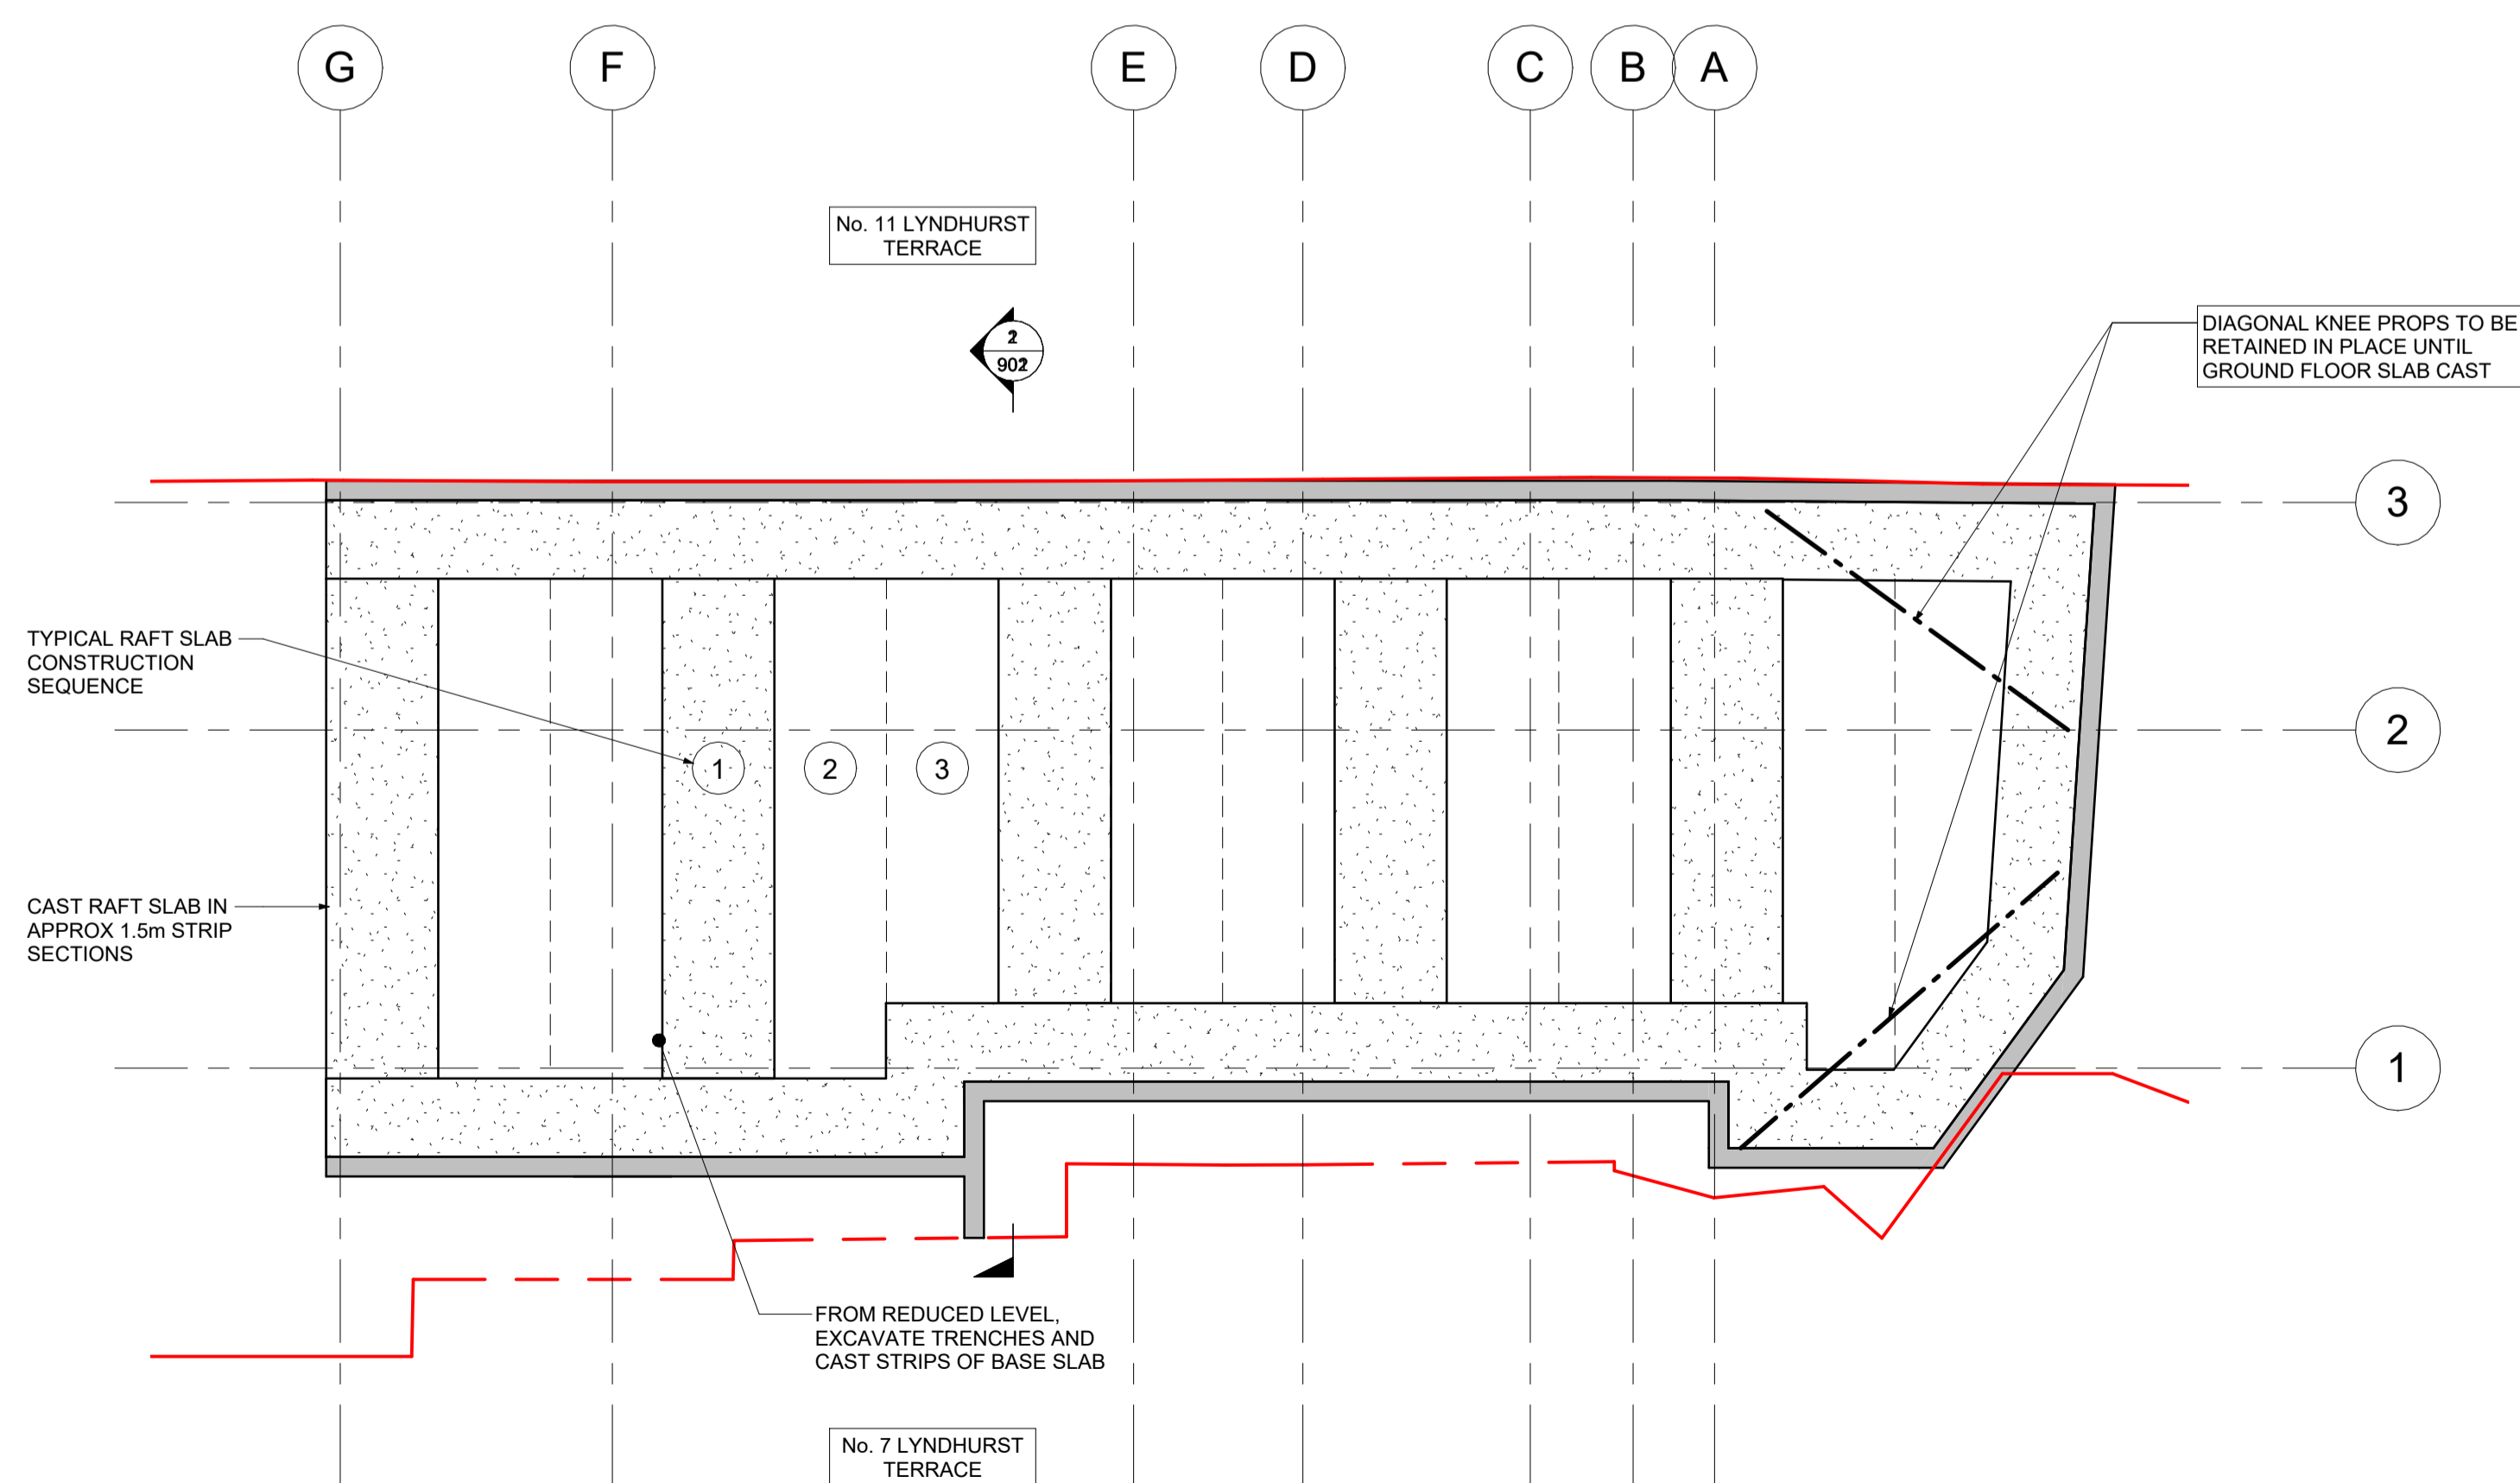 G F E D C B A
No. 11 LYNDHURST
TERRACE
DIAGONAL KNEE PROPS TO BE
RETAINED IN PLACE UNTIL
GROUND FLOOR SLAB CAST
3
TYPICAL RAFT SLAB
CONSTRUCTION
SEQUENCE
2
1 2 3
CAST RAFT SLAB IN
APPROX 1.5m STRIP
SECTIONS
1
FROM REDUCED LEVEL,
EXCAVATE TRENCHES AND
CAST STRIPS OF BASE SLAB
No. 7 LYNDHURST
TERRACE